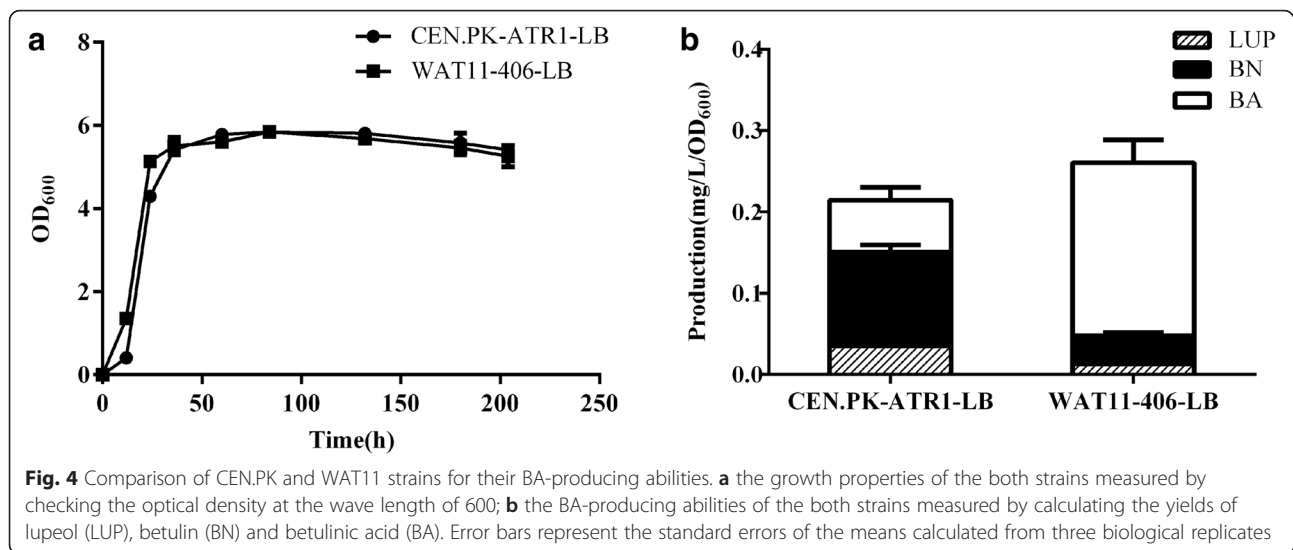 a
8
6
4
2
0
OD600
0 50 100 150 200 250
Time(h)
CEN.PK-ATR1-LB
WAT11-406-LB
b
0.4
0.3
0.2
0.1
0.0
Production(mg/L/OD600)
CEN.PK-ATR1-LB WAT11-406-LB
LUP
BN
BA
Fig. 4 Comparison of CEN.PK and WAT11 strains for their BA-producing abilities. a the growth properties of the both strains measured by
checking the optical density at the wave length of 600; b the BA-producing abilities of the both strains measured by calculating the yields of
lupeol (LUP), betulin (BN) and betulinic acid (BA). Error bars represent the standard errors of the means calculated from three biological replicates